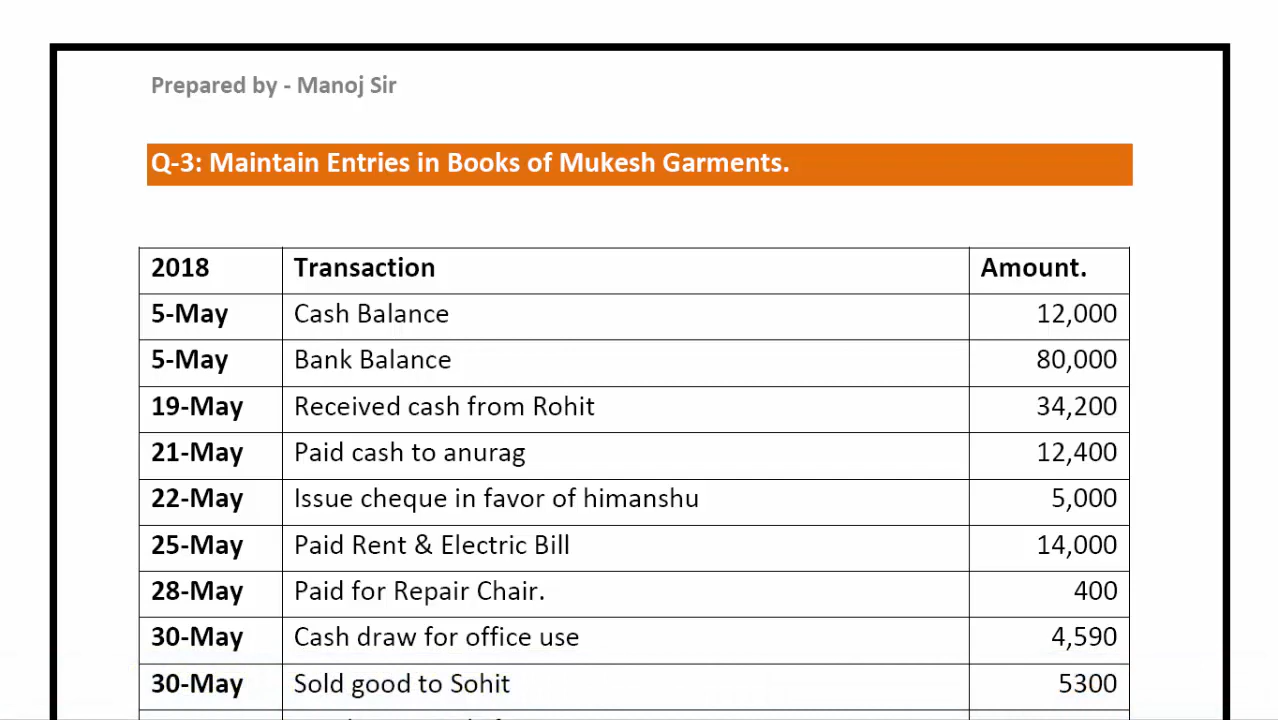 Prepared by - Manoj Sir
Q-3: Maintain Entries in Books of Mukesh Garments.
2018 Transaction Amount.
5-May Cash Balance 12,000
5-May Bank Balance 80,000
19-May Received cash from Rohit 34,200
21-May Paid cash to anurag 12,400
22-May Issue cheque in favor of himanshu 5,000
25-May Paid Rent & Electric Bill 14,000
28-May Paid for Repair Chair. 400
30-May Cash draw for office use 4,590
30-May Sold good to Sohit 5300